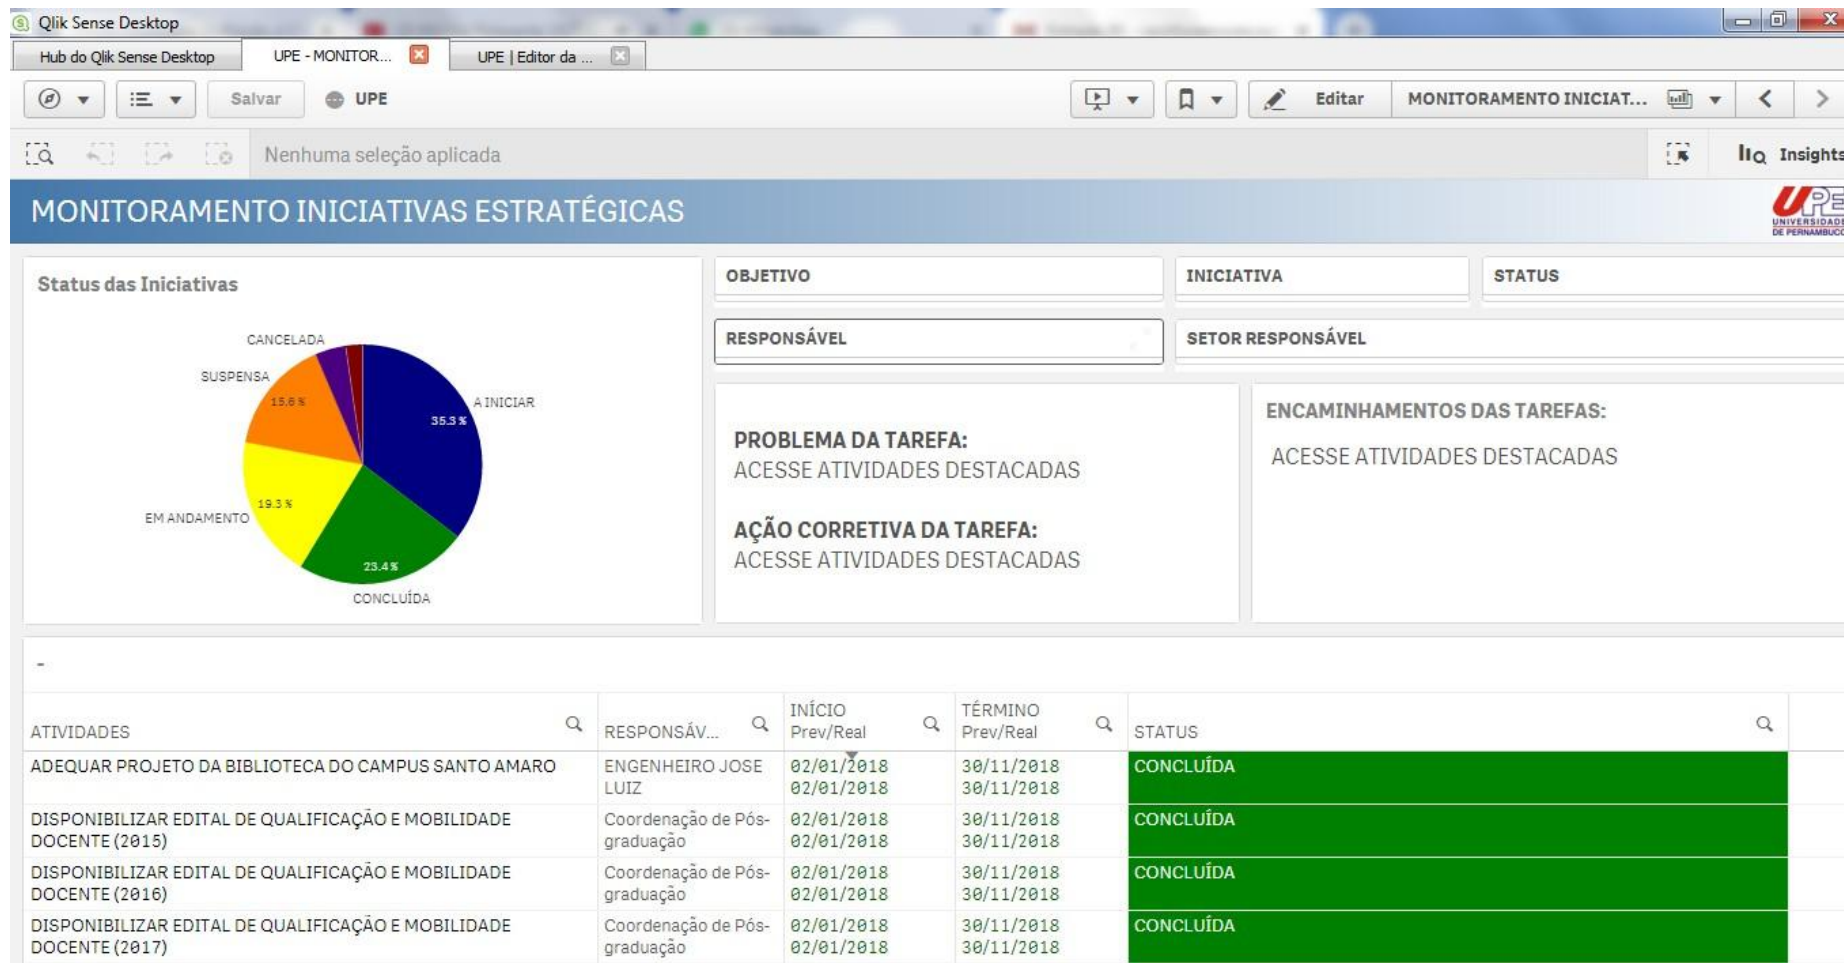 Qlik Sense Desktop
Hub do Qlik Sense Desktop
UPE - MONITOR...
UPE | Editor da ...
Salvar
UPE
Editar
MONITORAMENTO INICIAT...
Nenhuma seleção aplicada
Insights
MONITORAMENTO INICIATIVAS ESTRATÉGICAS
UPE
UNIVERSIDADE
DE PERNAMBUCO
Status das Iniciativas
CANCELADA
SUSPENSA
15.6 %
A INICIAR
35.3 %
19.3 %
EM ANDAMENTO
23.4 %
CONCLUÍDA
OBJETIVO
INICIATIVA
STATUS
RESPONSÁVEL
SETOR RESPONSÁVEL
PROBLEMA DA TAREFA:
ACESSE ATIVIDADES DESTACADAS
AÇÃO CORRETIVA DA TAREFA:
ACESSE ATIVIDADES DESTACADAS
ENCAMINHAMENTOS DAS TAREFAS:
ACESSE ATIVIDADES DESTACADAS
-
ATIVIDADES
RESPONSÁV...
INÍCIO
Prev/Real
TÉRMINO
Prev/Real
STATUS
ADEQUAR PROJETO DA BIBLIOTECA DO CAMPUS SANTO AMARO
ENGENHEIRO JOSE
LUIZ
02/01/2018
02/01/2018
30/11/2018
30/11/2018
CONCLUÍDA
DISPONIBILIZAR EDITAL DE QUALIFICAÇÃO E MOBILIDADE
DOCENTE (2015)
Coordenação de Pós-
graduação
02/01/2018
02/01/2018
30/11/2018
30/11/2018
CONCLUÍDA
DISPONIBILIZAR EDITAL DE QUALIFICAÇÃO E MOBILIDADE
DOCENTE (2016)
Coordenação de Pós-
graduação
02/01/2018
02/01/2018
30/11/2018
30/11/2018
CONCLUÍDA
DISPONIBILIZAR EDITAL DE QUALIFICAÇÃO E MOBILIDADE
DOCENTE (2017)
Coordenação de Pós-
graduação
02/01/2018
02/01/2018
30/11/2018
30/11/2018
CONCLUÍDA